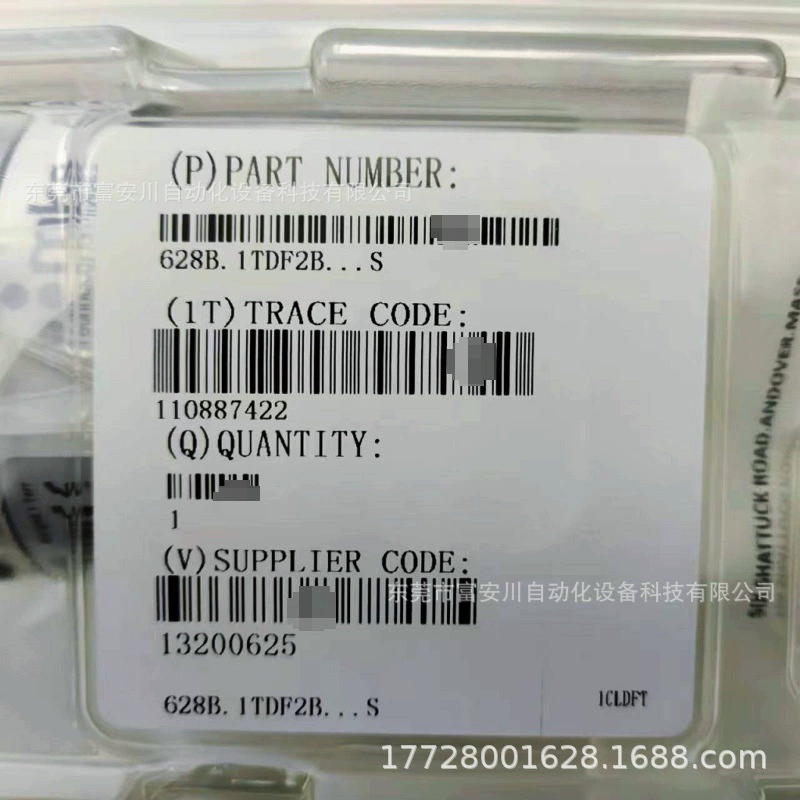 (P)PART NUMBER:
东莞市富安川自动化设备科技有限公司
628B.1TDF2B...S
(1T)TRACE CODE:
110887422
(Q)QUANTITY:
1
(V)SUPPLIER CODE:
东莞市富安川自动化设备科技有限公司
13200625
628B.1TDF2B...S
1CLDFT
17728001628.1688.com
mks
SHATTUCK ROAD, ANDOVER, MASS